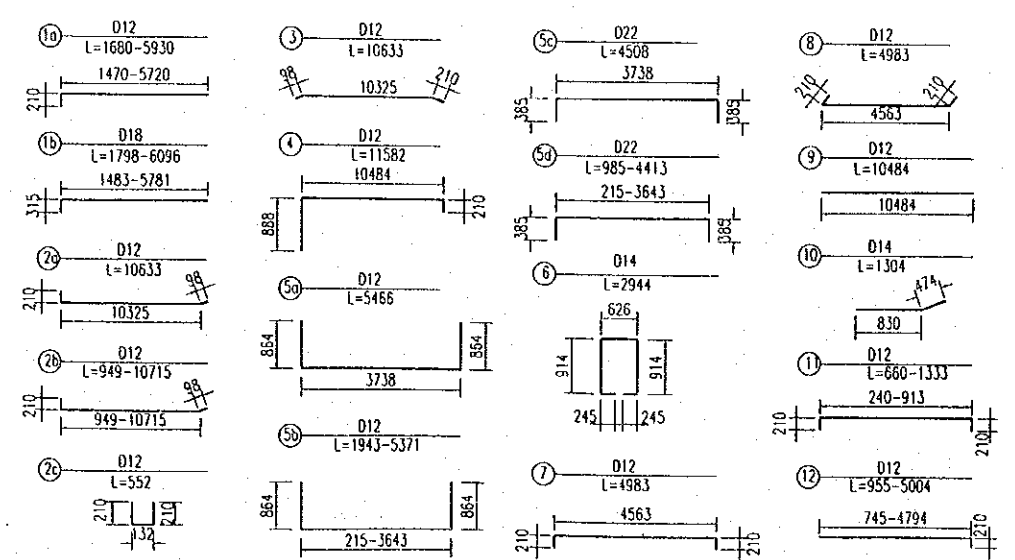 1a D12
L=1680-5930
1470-5720
210
1b D18
L=1798-6096
1483-5781
315
2a D12
L=10633
98
210
10325
2b D12
L=949-10715
98
210
949-10715
2c D12
L=552
210 210
132
3 D12
L=10633
98 10325 210
4 D12
L=11582
10484
888 210
5a D12
L=5466
864 864
3738
5b D12
L=1943-5371
864 864
215-3643
5c D22
L=4508
3738
385 385
5d D22
L=985-4413
215-3643
385 385
6 D14
L=2944
626
914 914
245 245
7 D12
L=4983
4563
210 210
8 D12
L=4983
210 210
4563
9 D12
L=10484
10484
10 D14
L=1304
474
830
11 D12
L=660-1333
240-913
210 210
12 D12
L=955-5004
745-4794
210